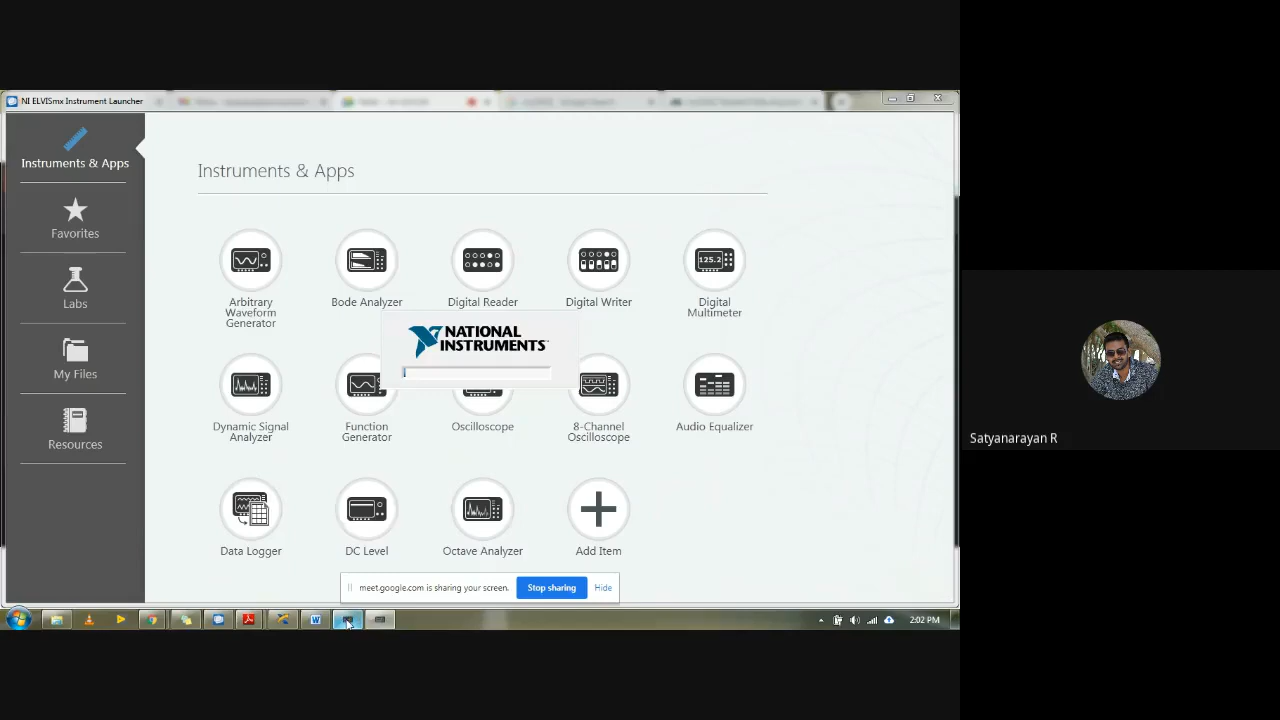 NI ELVISmx Instrument Launcher
Instruments & Apps
Favorites
Labs
My Files
Resources
Instruments & Apps
Arbitrary
Waveform
Generator
Bode Analyzer
Digital Reader
Digital Writer
125.2
Digital
Multimeter
NATIONAL
INSTRUMENTS™
Dynamic Signal
Analyzer
Function
Generator
Oscilloscope
8-Channel
Oscilloscope
Audio Equalizer
Data Logger
DC Level
Octave Analyzer
Add Item
meet.google.com is sharing your screen.
Stop sharing
Hide
2:02 PM
Satyanarayan R